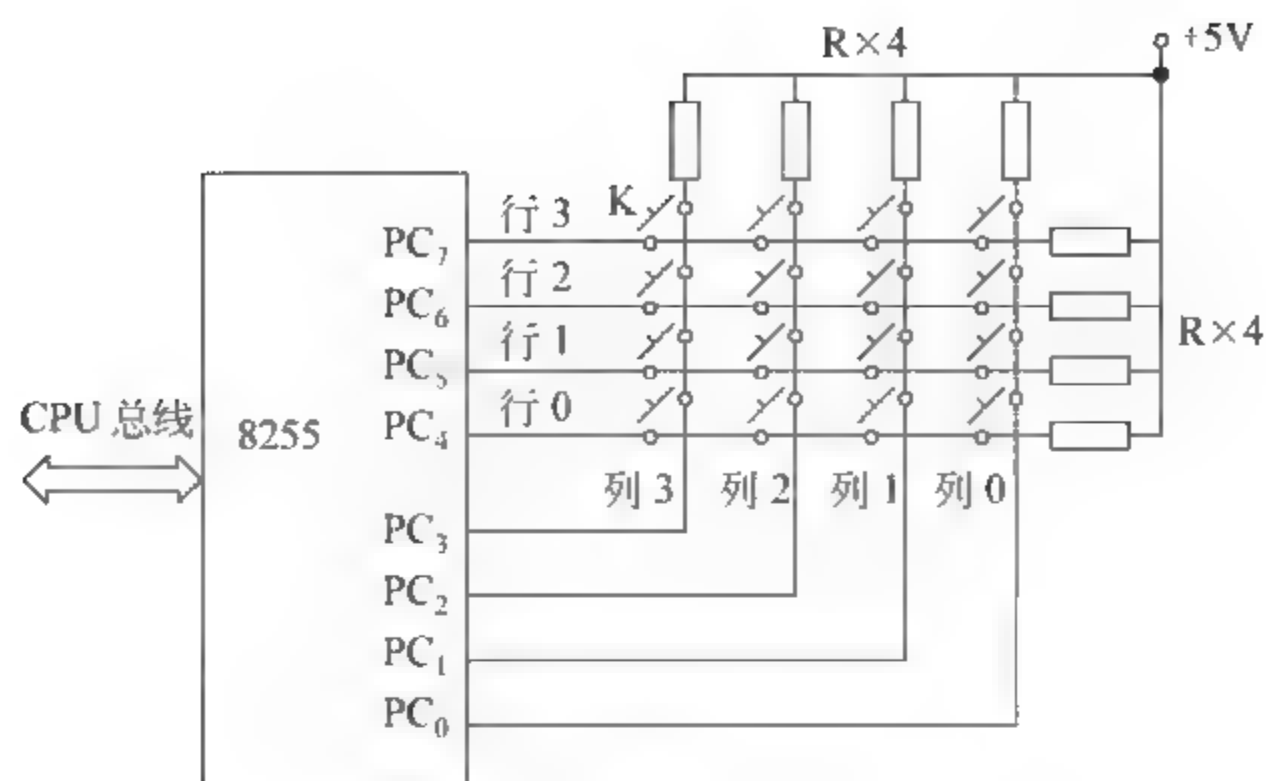 R×4
+5V
行 3
K
PC₇
行 2
PC₆
行 1
PC₅
R×4
行 0
PC₄
CPU 总线
8255
列 3
列 2
列 1
列 0
PC₃
PC₂
PC₁
PC₀